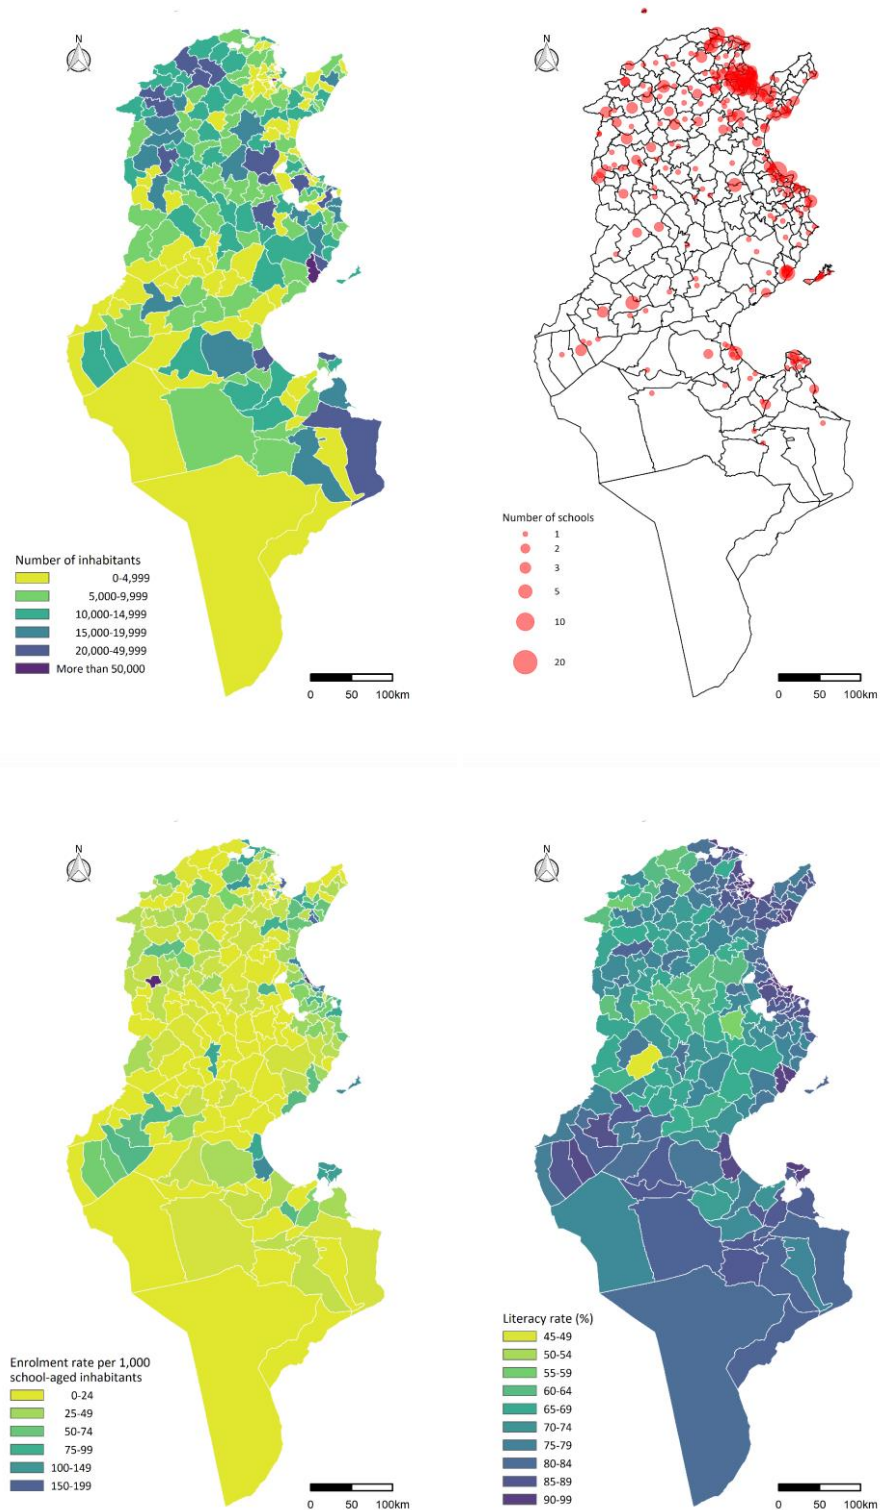 N
Number of inhabitants
0-4,999
5,000-9,999
10,000-14,999
15,000-19,999
20,000-49,999
More than 50,000
0 50 100km
N
Number of schools
1
2
3
5
10
20
0 50 100km
N
Enrolment rate per 1,000
school-aged inhabitants
0-24
25-49
50-74
75-99
100-149
150-199
0 50 100km
N
Literacy rate (%)
45-49
50-54
55-59
60-64
65-69
70-74
75-79
80-84
85-89
90-99
0 50 100km